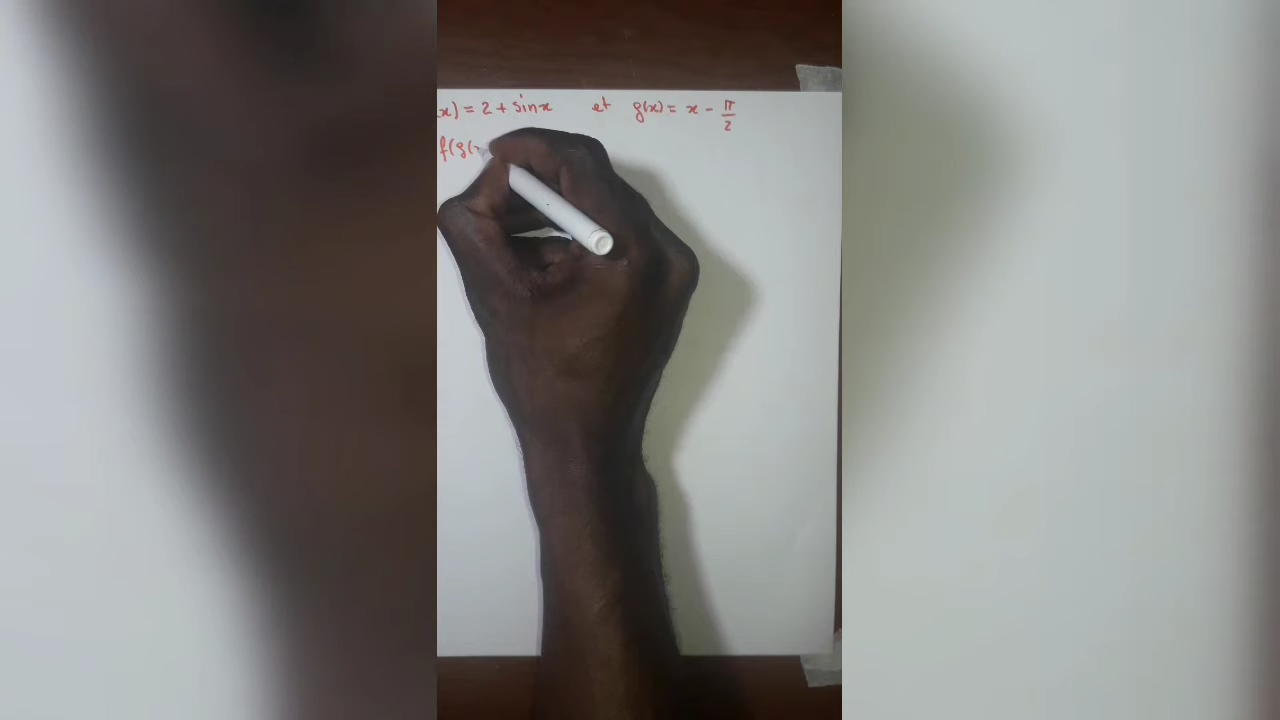 x) = 2 + sin x et g(x) = x - π/2
f(g(